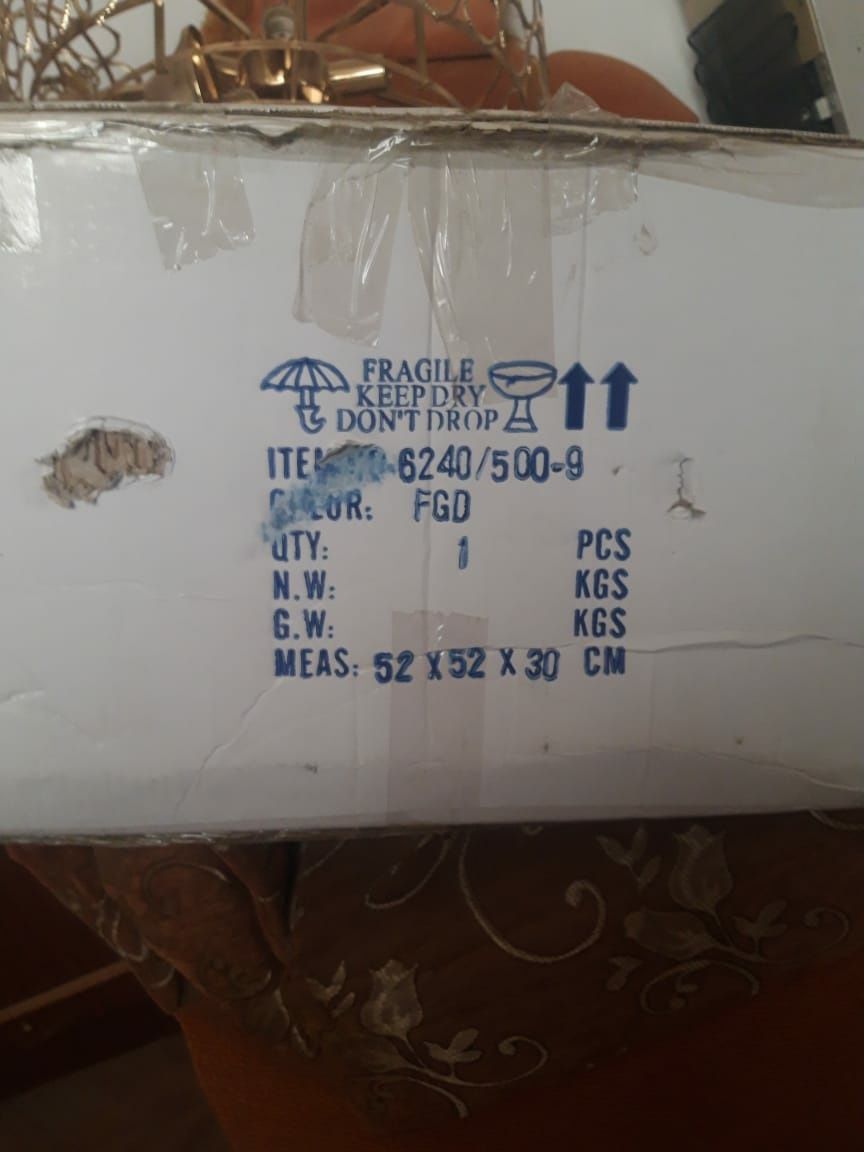 FRAGILE
KEEP DRY
DON'T DROP
6240/500-9
FGD
QTY: 1 PCS
N.W: KGS
G.W: KGS
MEAS: 52 X 52 X 30 CM